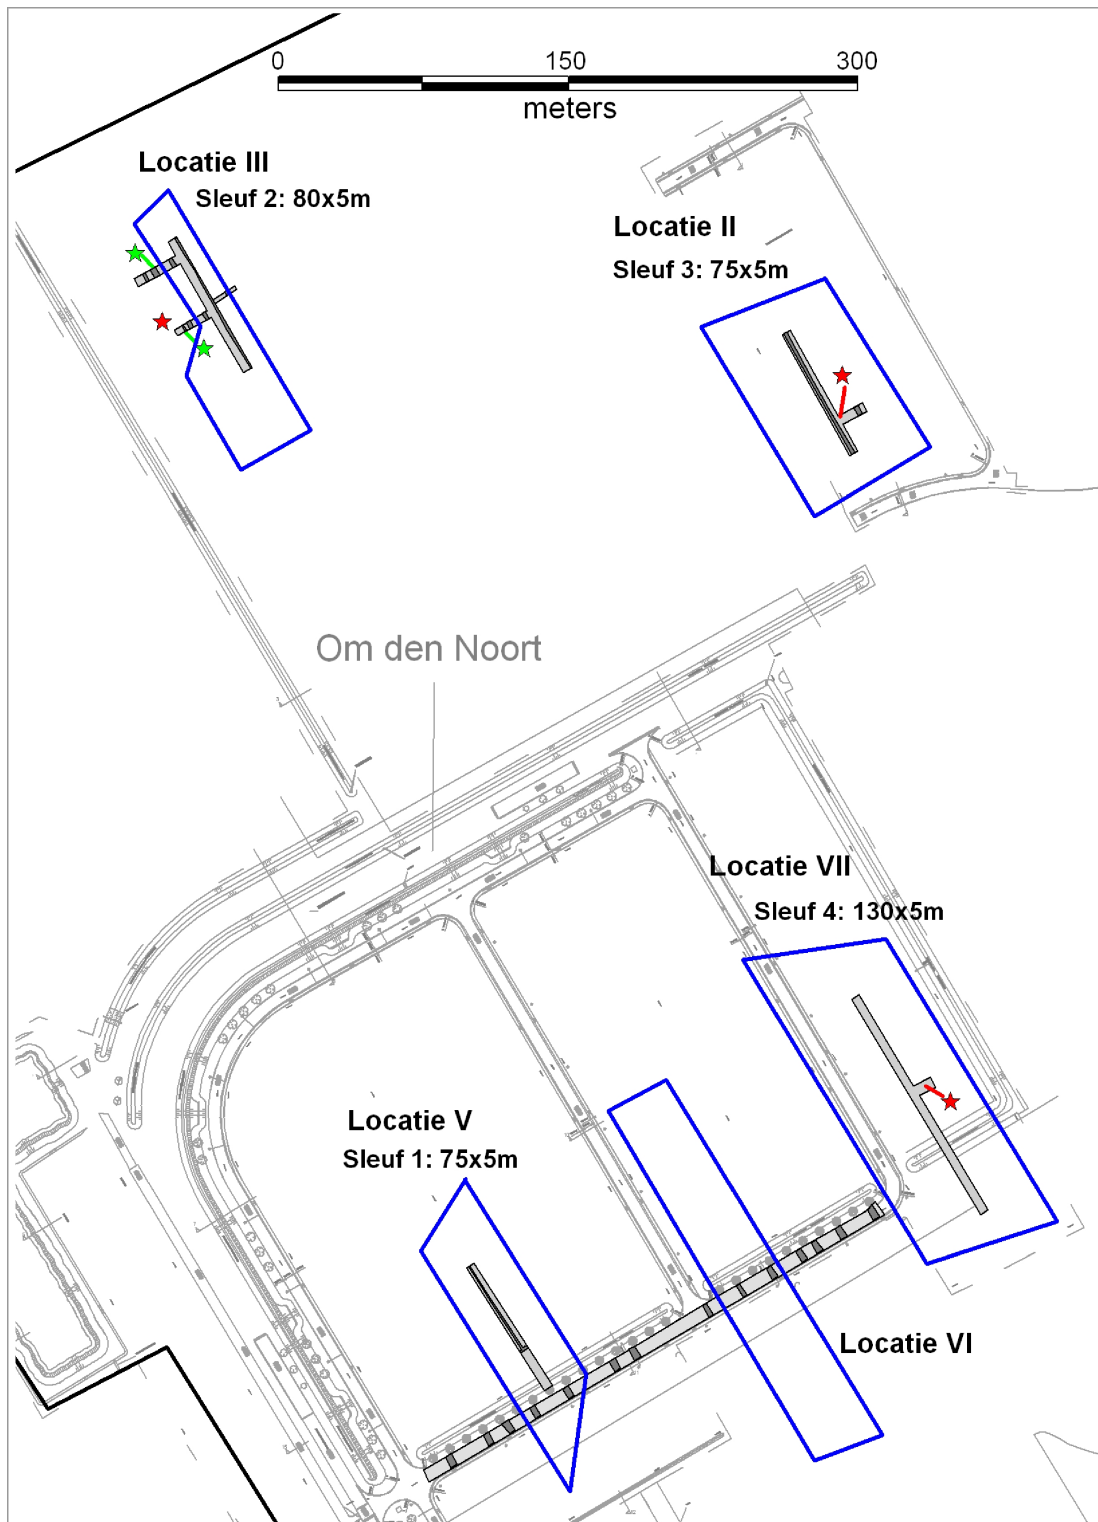 0 150 300
meters
Locatie III
Sleuf 2: 80x5m
Locatie II
Sleuf 3: 75x5m
Om den Noort
Locatie VII
Sleuf 4: 130x5m
Locatie V
Sleuf 1: 75x5m
Locatie VI